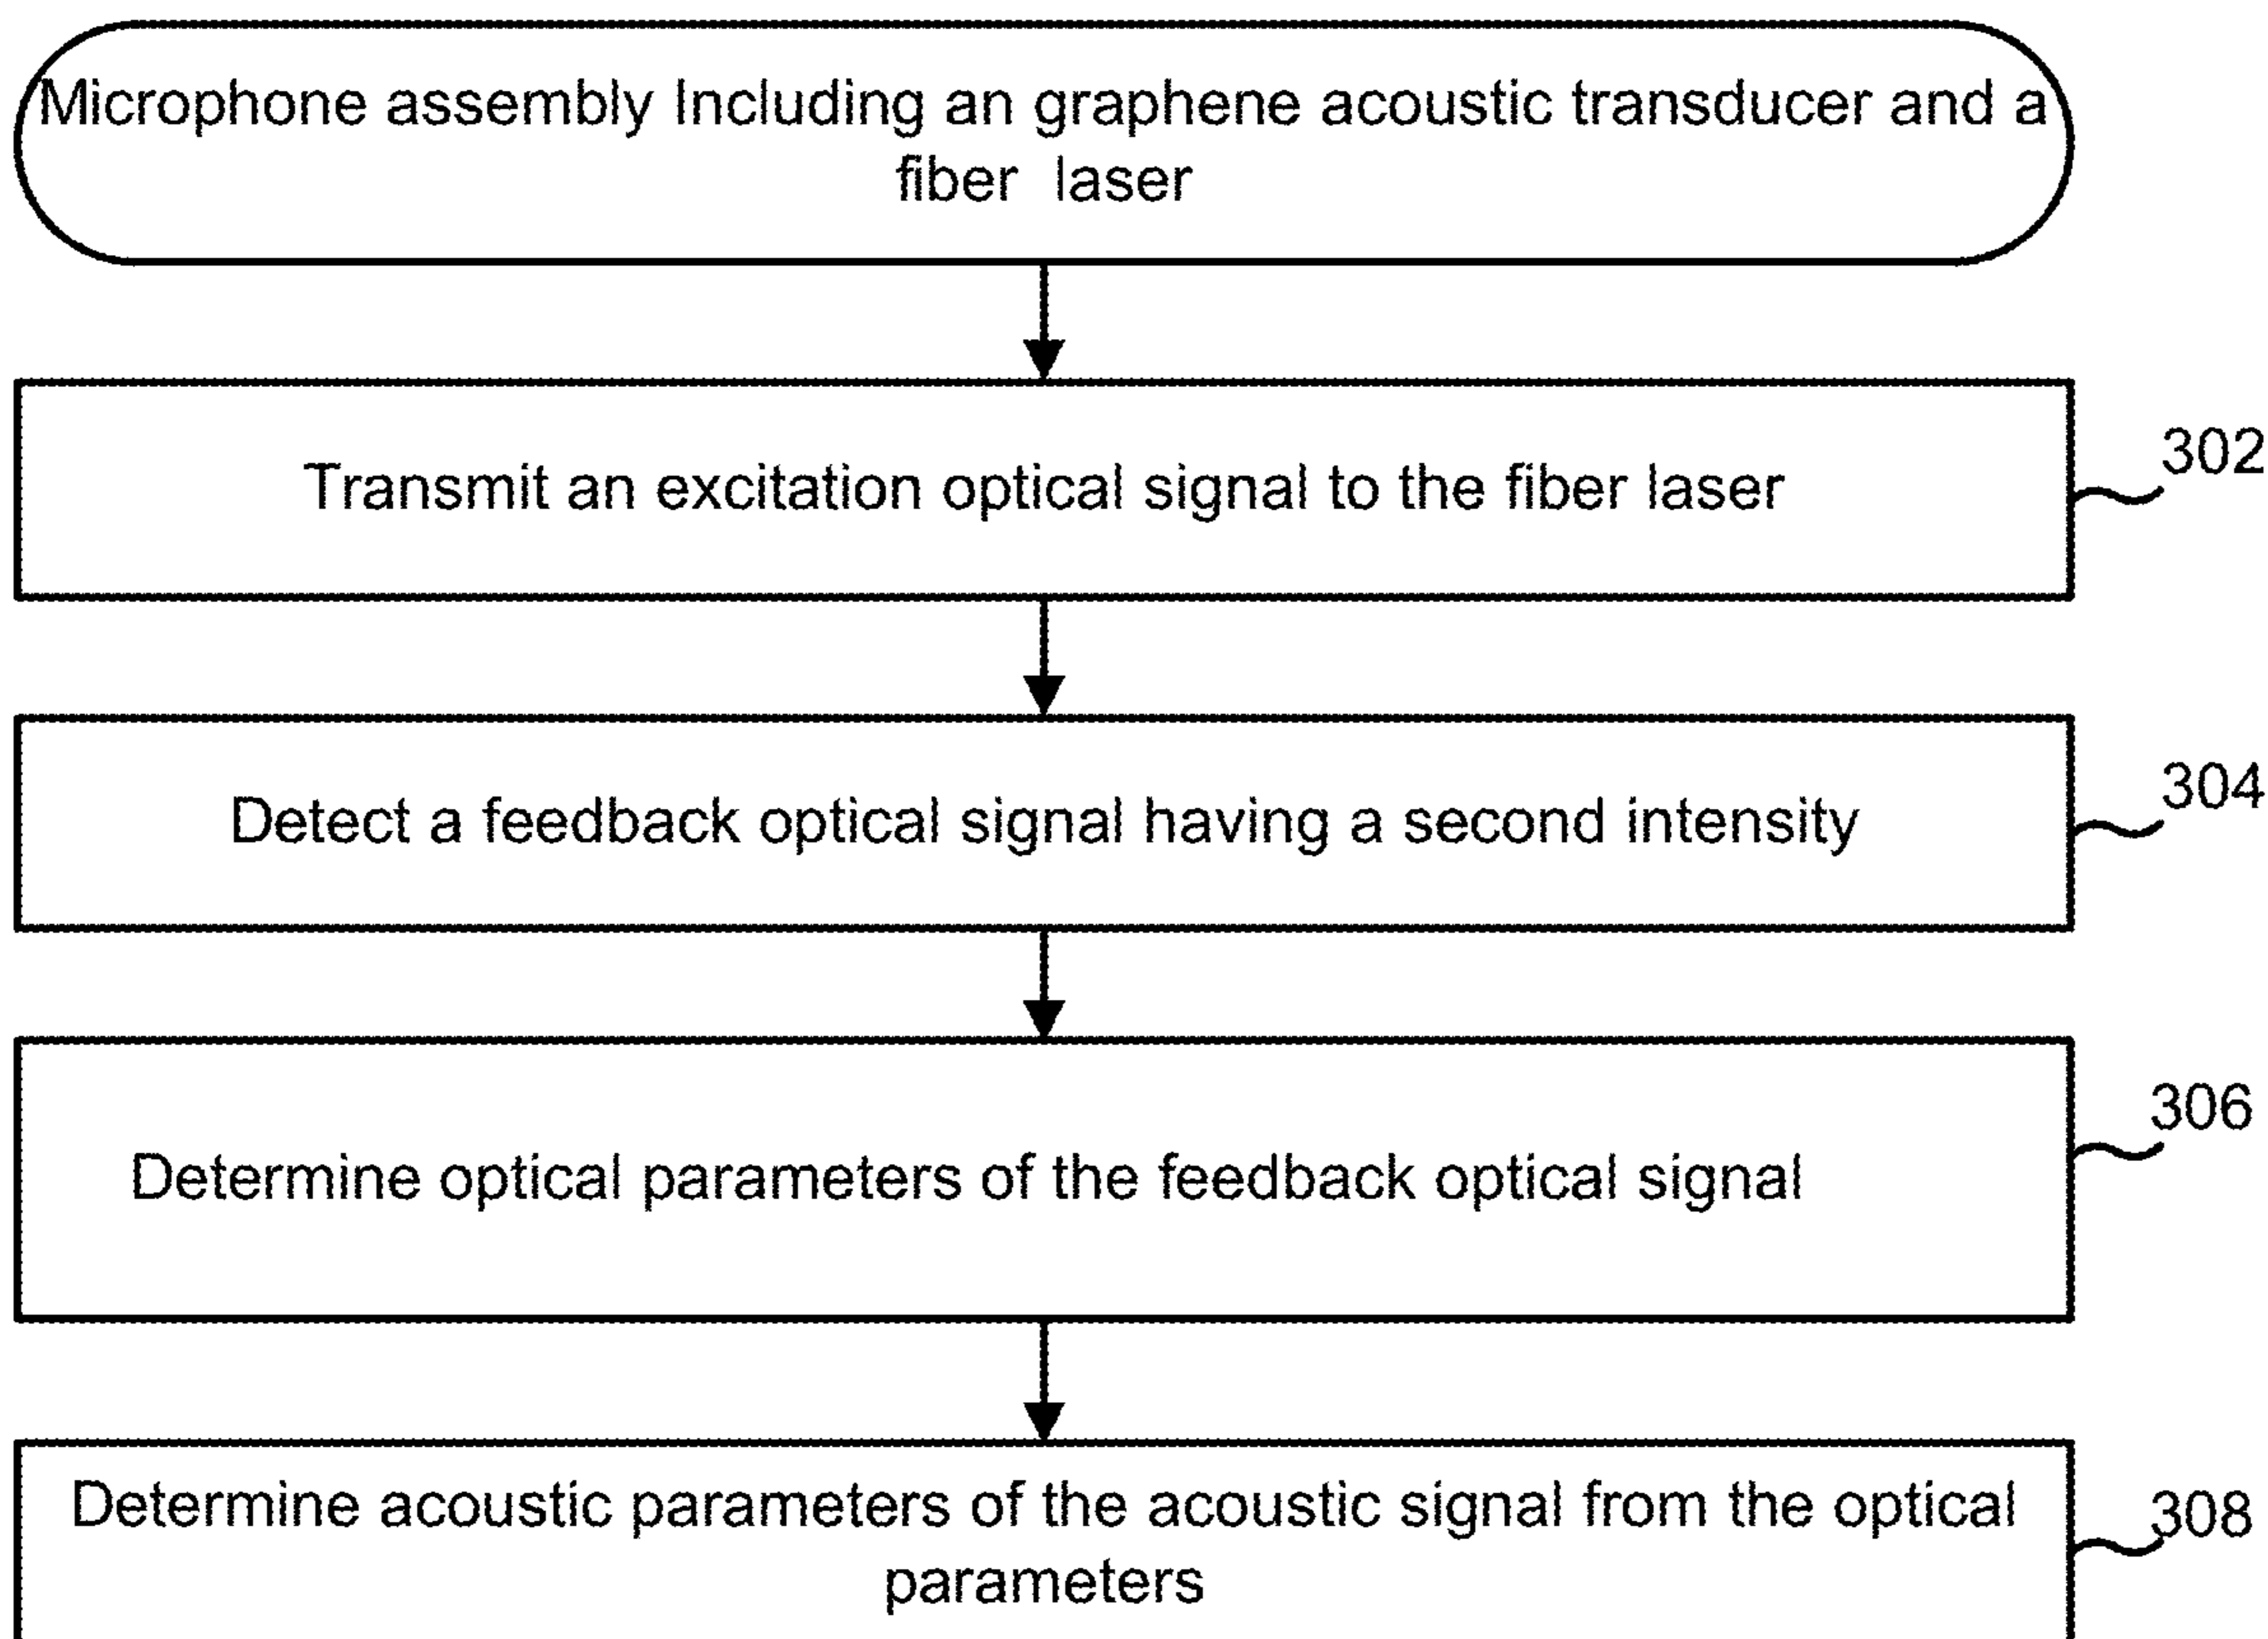 Microphone assembly Including an graphene acoustic transducer and a
fiber laser
Transmit an excitation optical signal to the fiber laser
302
Detect a feedback optical signal having a second intensity
304
Determine optical parameters of the feedback optical signal
306
Determine acoustic parameters of the acoustic signal from the optical
parameters
308